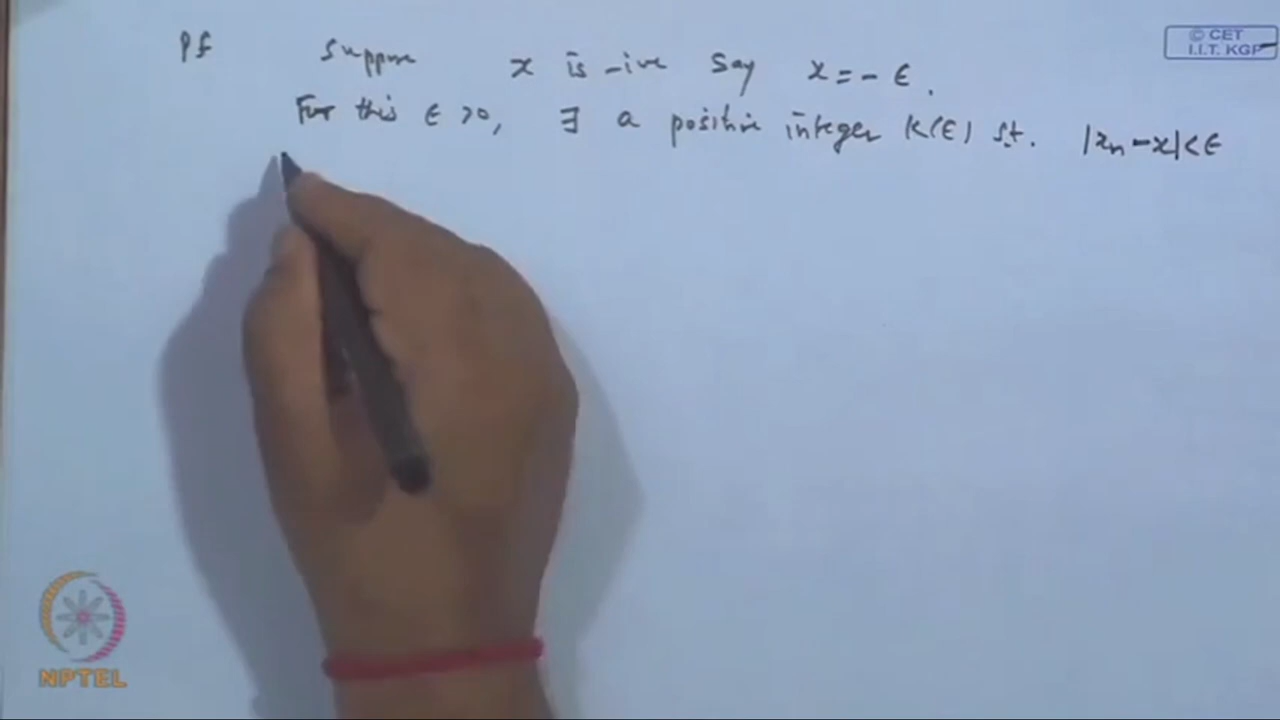 Pf Suppose x is -ive Say x = - ϵ.
© CET
I.I.T. KGP
For this ϵ >0, ∃ a positive integer K(ϵ) s.t. |xn - x| < ϵ
NPTEL